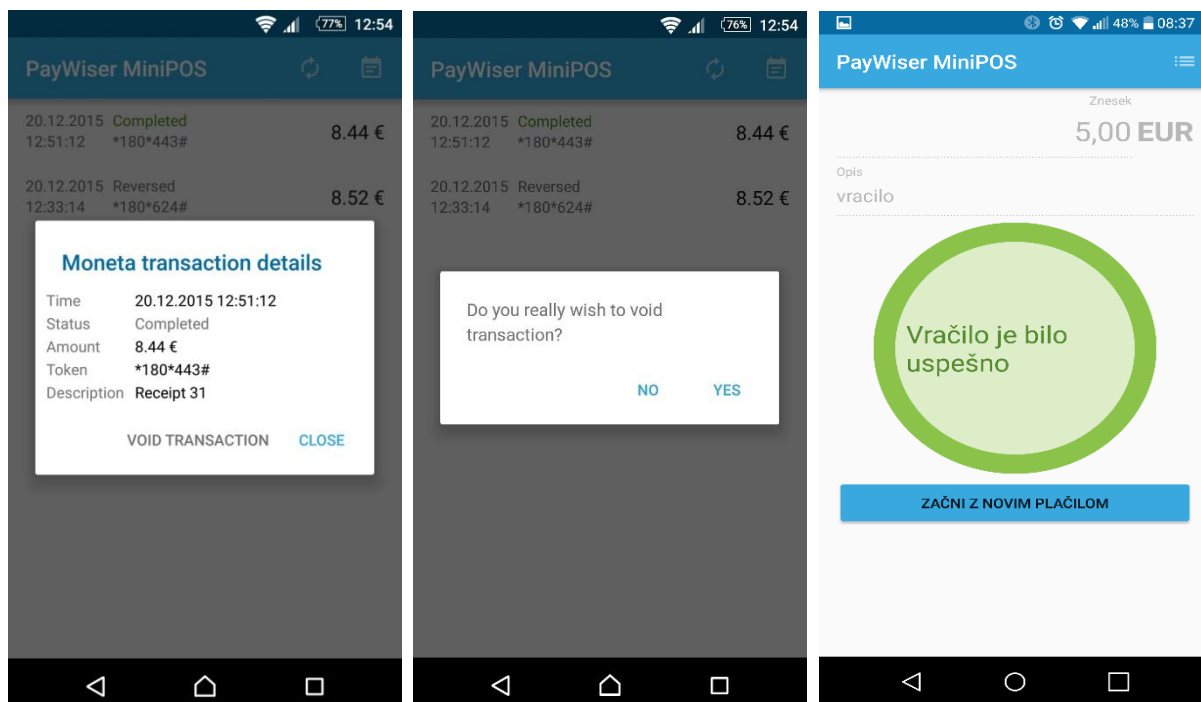 77% 12:54
PayWiser MiniPOS
20.12.2015 Completed 8.44 €
12:51:12 *180*443#
20.12.2015 Reversed 8.52 €
12:33:14 *180*624#
Moneta transaction details
Time 20.12.2015 12:51:12
Status Completed
Amount 8.44 €
Token *180*443#
Description Receipt 31
VOID TRANSACTION CLOSE
76% 12:54
PayWiser MiniPOS
20.12.2015 Completed 8.44 €
12:51:12 *180*443#
20.12.2015 Reversed 8.52 €
12:33:14 *180*624#
Do you really wish to void
transaction?
NO YES
48% 08:37
PayWiser MiniPOS
Znesek
5,00 EUR
Opis
vracilo
Vračilo je bilo
uspešno
ZAČNI Z NOVIM PLAČILOM